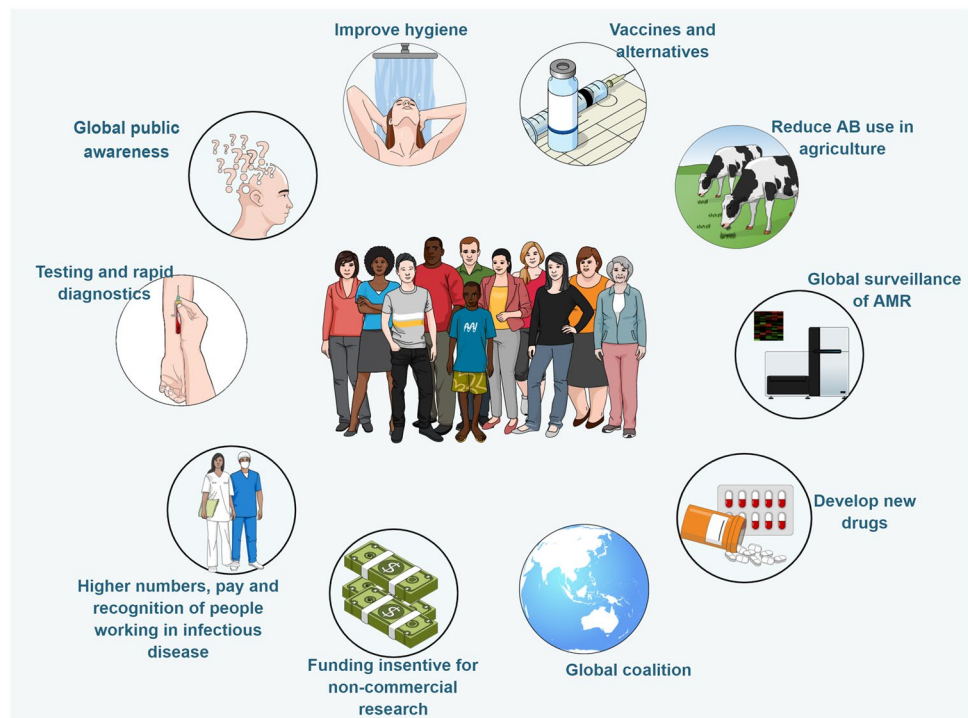 Improve hygiene
Vaccines and
alternatives
Reduce AB use in
agriculture
Global surveillance
of AMR
Develop new
drugs
Global coalition
Funding insentive for
non-commercial
research
Higher numbers, pay and
recognition of people
working in infectious
disease
Testing and rapid
diagnostics
Global public
awareness